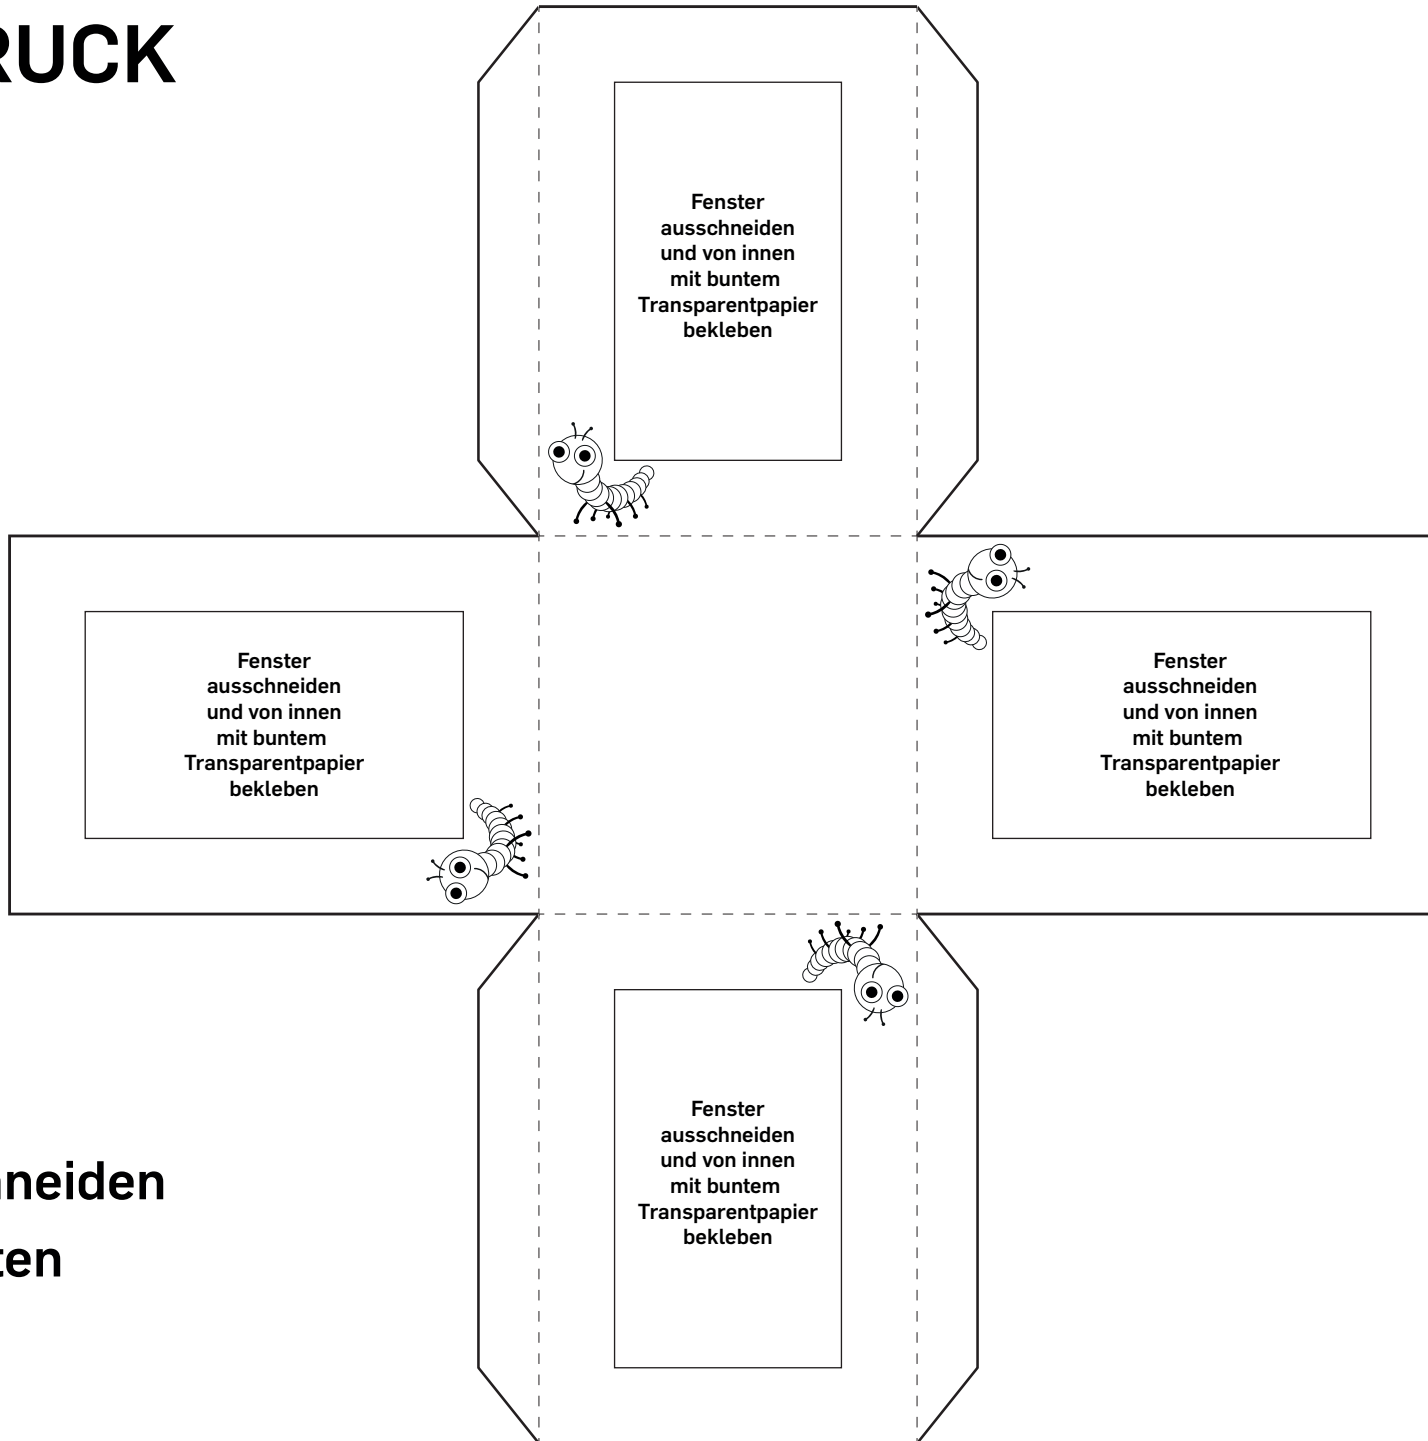 RUCK
Fenster
ausschneiden
und von innen
mit buntem
Transparentpapier
bekleben
Fenster
ausschneiden
und von innen
mit buntem
Transparentpapier
bekleben
Fenster
ausschneiden
und von innen
mit buntem
Transparentpapier
bekleben
Fenster
ausschneiden
und von innen
mit buntem
Transparentpapier
bekleben
neiden
ten